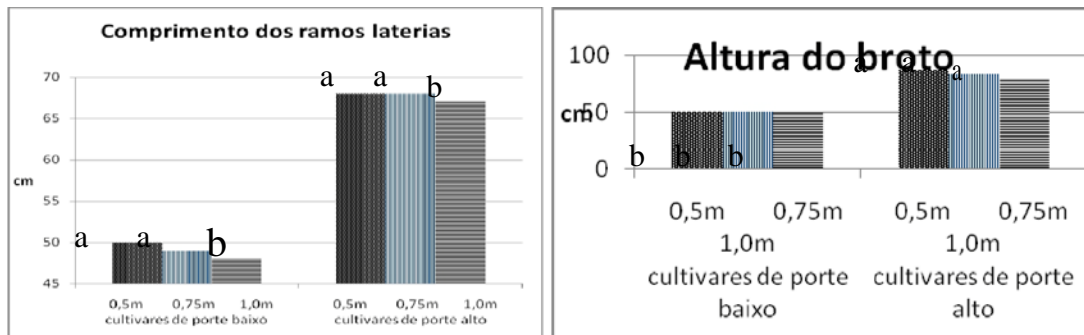 Comprimento dos ramos laterias
a a b
70
65
60
cm
55
a a b
50
45
0,5m 0,75m 1,0m 0,5m 0,75m 1,0m
cultivares de porte baixo cultivares de porte alto
Altura do broto
100
a a a
cm
50
b b b
0
0,5m 0,75m 0,5m 0,75m
1,0m 1,0m
cultivares de porte cultivares de porte
baixo alto